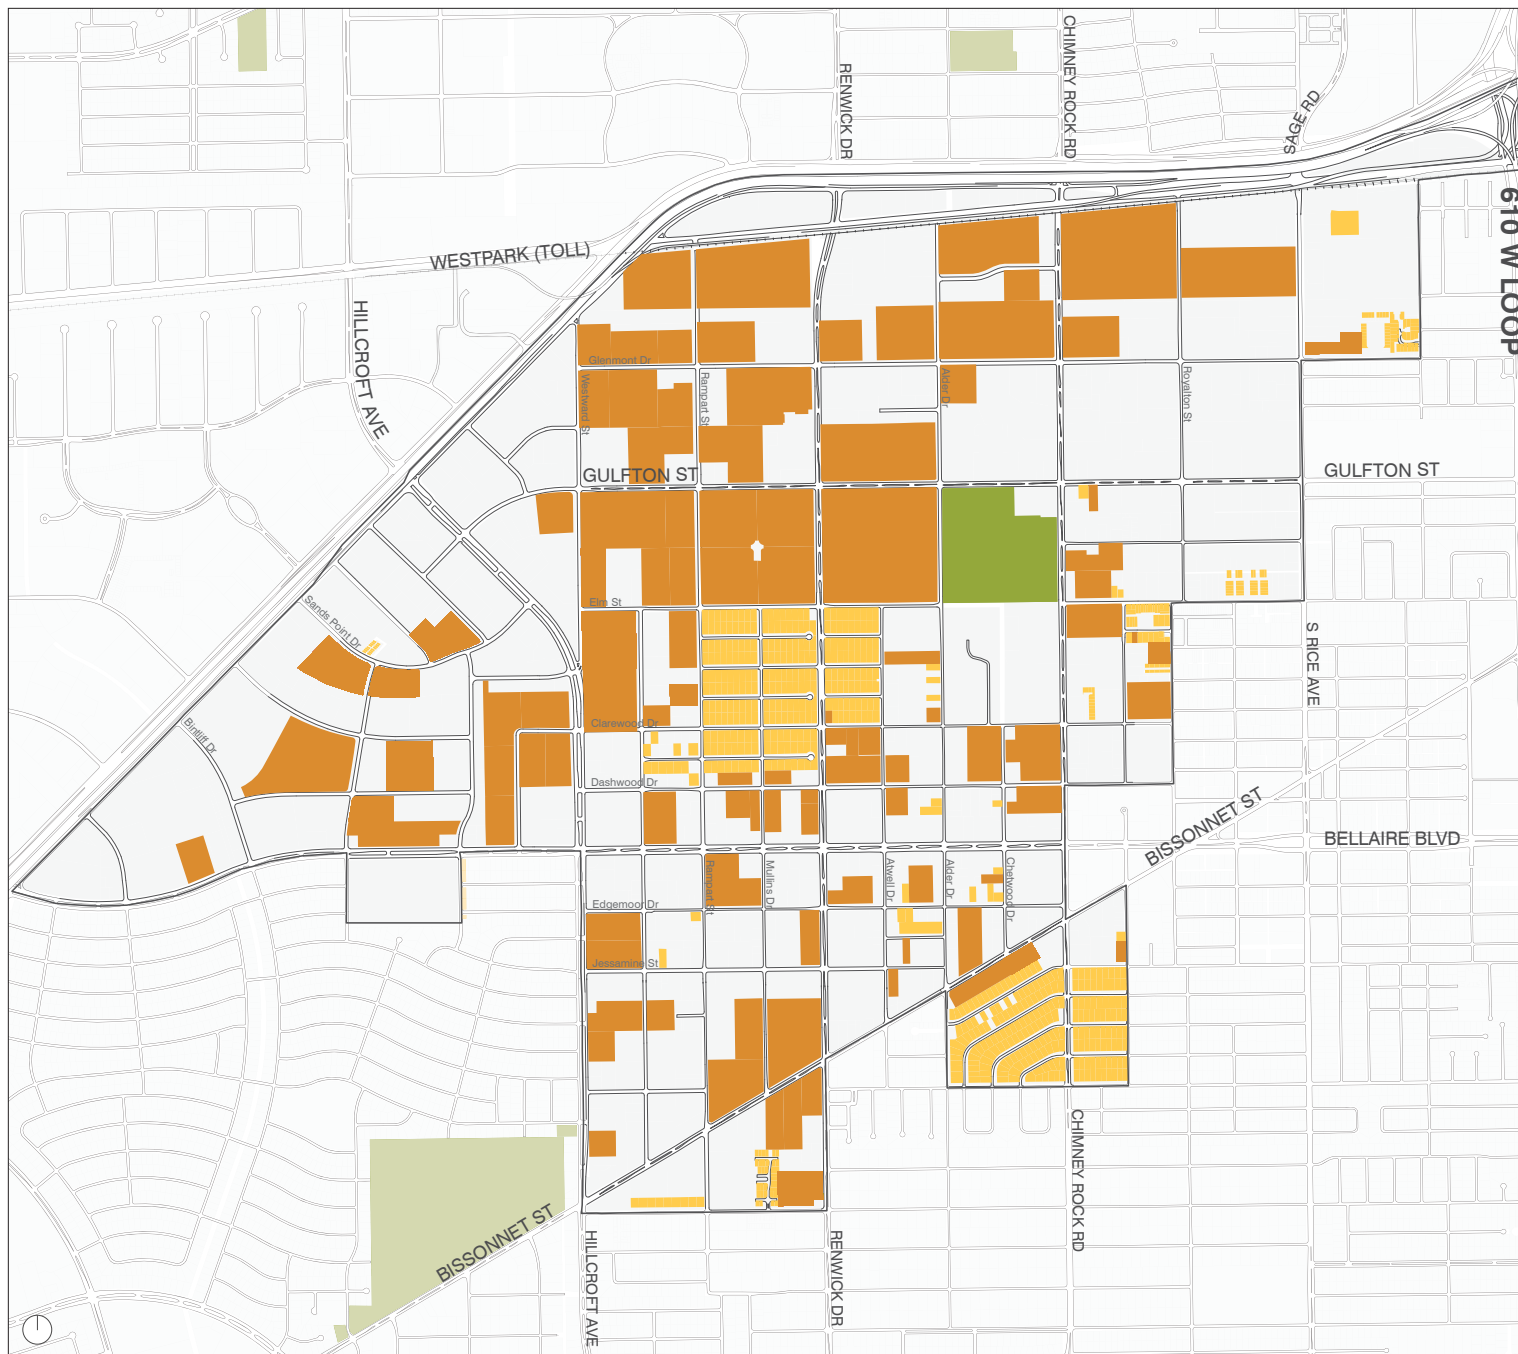 CHIMNEY ROCK RD
RENWICK DR
SAGE RD
610 W LOOP
WESTPARK (TOLL)
HILLCROFT AVE
Glenmont Dr
Westward St
Rampart St
Alder Dr
Royalton St
GULFTON ST
GULFTON ST
Elm St
Sands Point Dr
S RICE AVE
Bintliff Dr
Clarewood Dr
Dashwood Dr
BISSONNET ST
BELLAIRE BLVD
Rampart St
Mullins Dr
Atwell Dr
Alder Dr
Chetwood Dr
Edgemoor Dr
Jessamine St
CHIMNEY ROCK RD
BISSONNET ST
HILLCROFT AVE
RENWICK DR